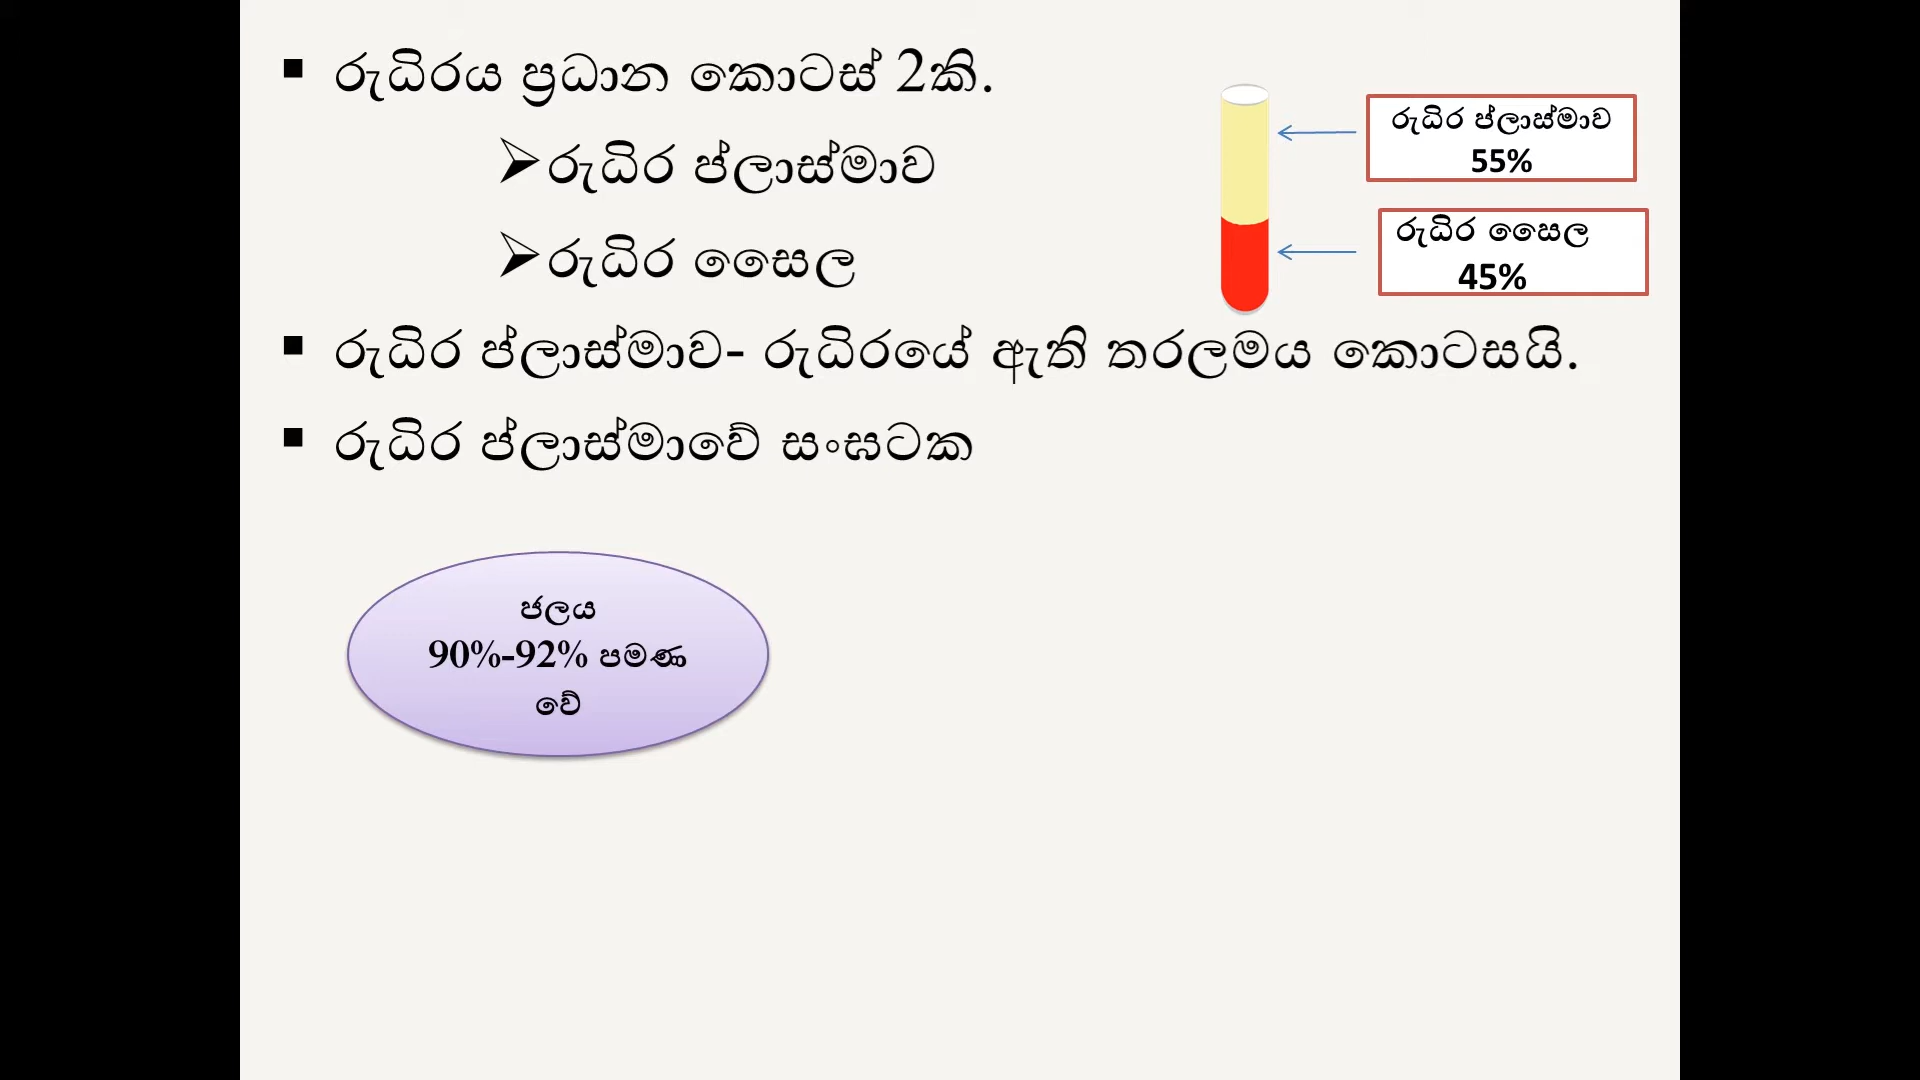 ▪ රුධිරය ප්‍රධාන කොටස් 2කි.
➢රුධිර ප්ලාස්මාව
➢රුධිර සෛල
රුධිර ප්ලාස්මාව
55%
රුධිර සෛල
45%
▪ රුධිර ප්ලාස්මාව- රුධිරයේ ඇති තරලමය කොටසයි.
▪ රුධිර ප්ලාස්මාවේ සංඝටක
ජලය
90%-92% පමණ
වේ